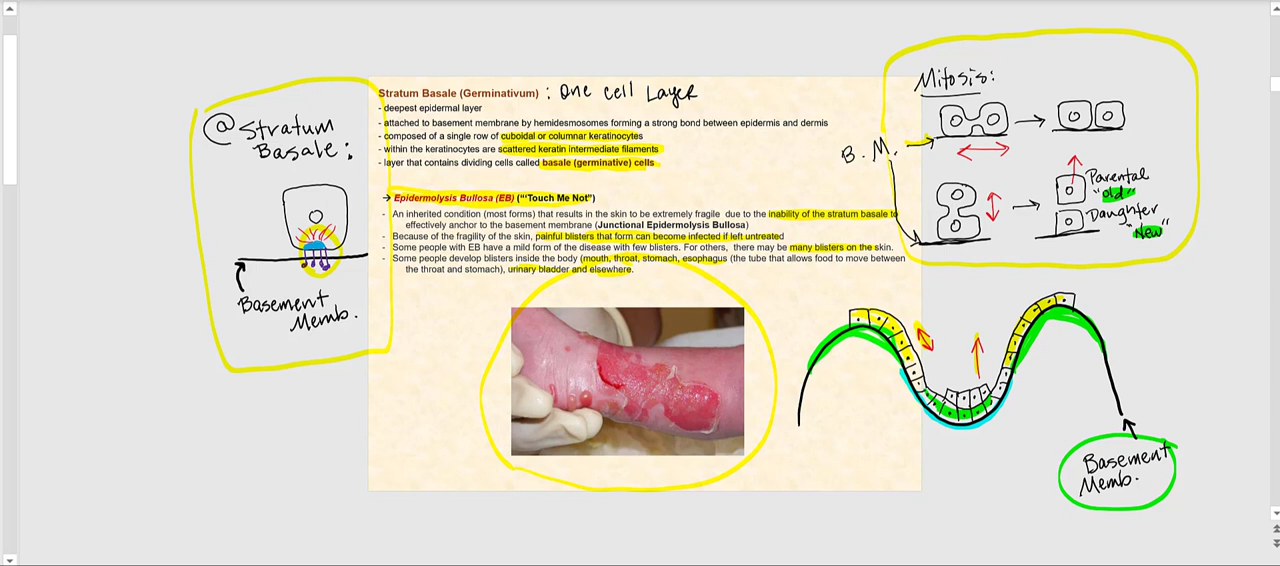 Stratum Basale (Germinativum) : One cell Layer
- deepest epidermal layer
- attached to basement membrane by hemidesmosomes forming a strong bond between epidermis and dermis
- composed of a single row of cuboidal or columnar keratinocytes
- within the keratinocytes are scattered keratin intermediate filaments
- layer that contains dividing cells called basale (germinative) cells
→ Epidermolysis Bullosa (EB) ("'Touch Me Not")
- An inherited condition (most forms) that results in the skin to be extremely fragile due to the inability of the stratum basale to
effectively anchor to the basement membrane (Junctional Epidermolysis Bullosa)
- Because of the fragility of the skin, painful blisters that form can become infected if left untreated
- Some people with EB have a mild form of the disease with few blisters. For others, there may be many blisters on the skin.
- Some people develop blisters inside the body (mouth, throat, stomach, esophagus (the tube that allows food to move between
the throat and stomach), urinary bladder and elsewhere.
@ Stratum
Basale:
Basement
Memb.
Mitosis:
B.M.
Parental
"old"
Daughter
"New"
Basement
Memb.